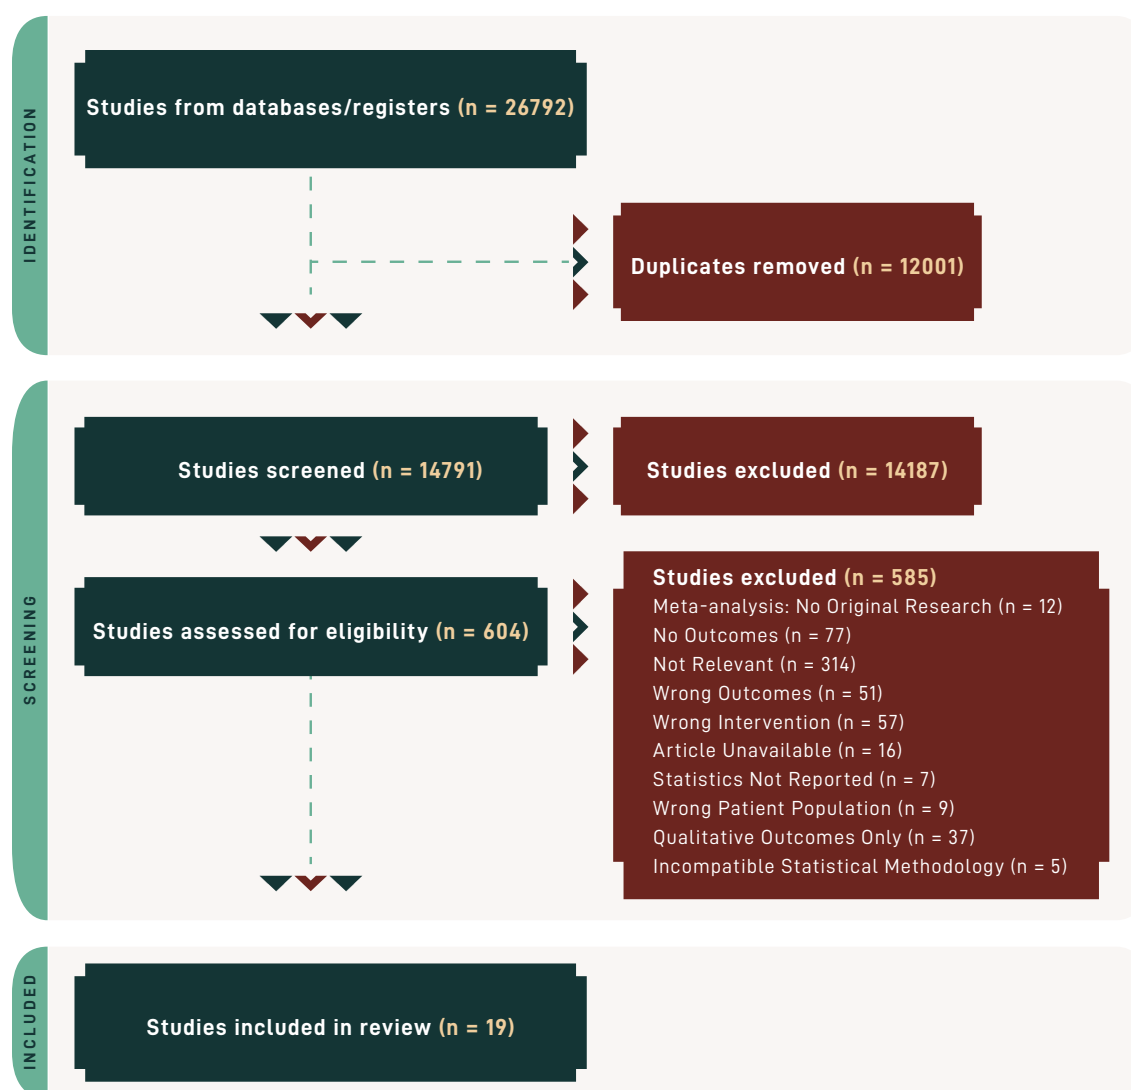 IDENTIFICATION
Studies from databases/registers (n = 26792)
Duplicates removed (n = 12001)
SCREENING
Studies screened (n = 14791)
Studies excluded (n = 14187)
Studies assessed for eligibility (n = 604)
Studies excluded (n = 585)
Meta-analysis: No Original Research (n = 12)
No Outcomes (n = 77)
Not Relevant (n = 314)
Wrong Outcomes (n = 51)
Wrong Intervention (n = 57)
Article Unavailable (n = 16)
Statistics Not Reported (n = 7)
Wrong Patient Population (n = 9)
Qualitative Outcomes Only (n = 37)
Incompatible Statistical Methodology (n = 5)
INCLUDED
Studies included in review (n = 19)